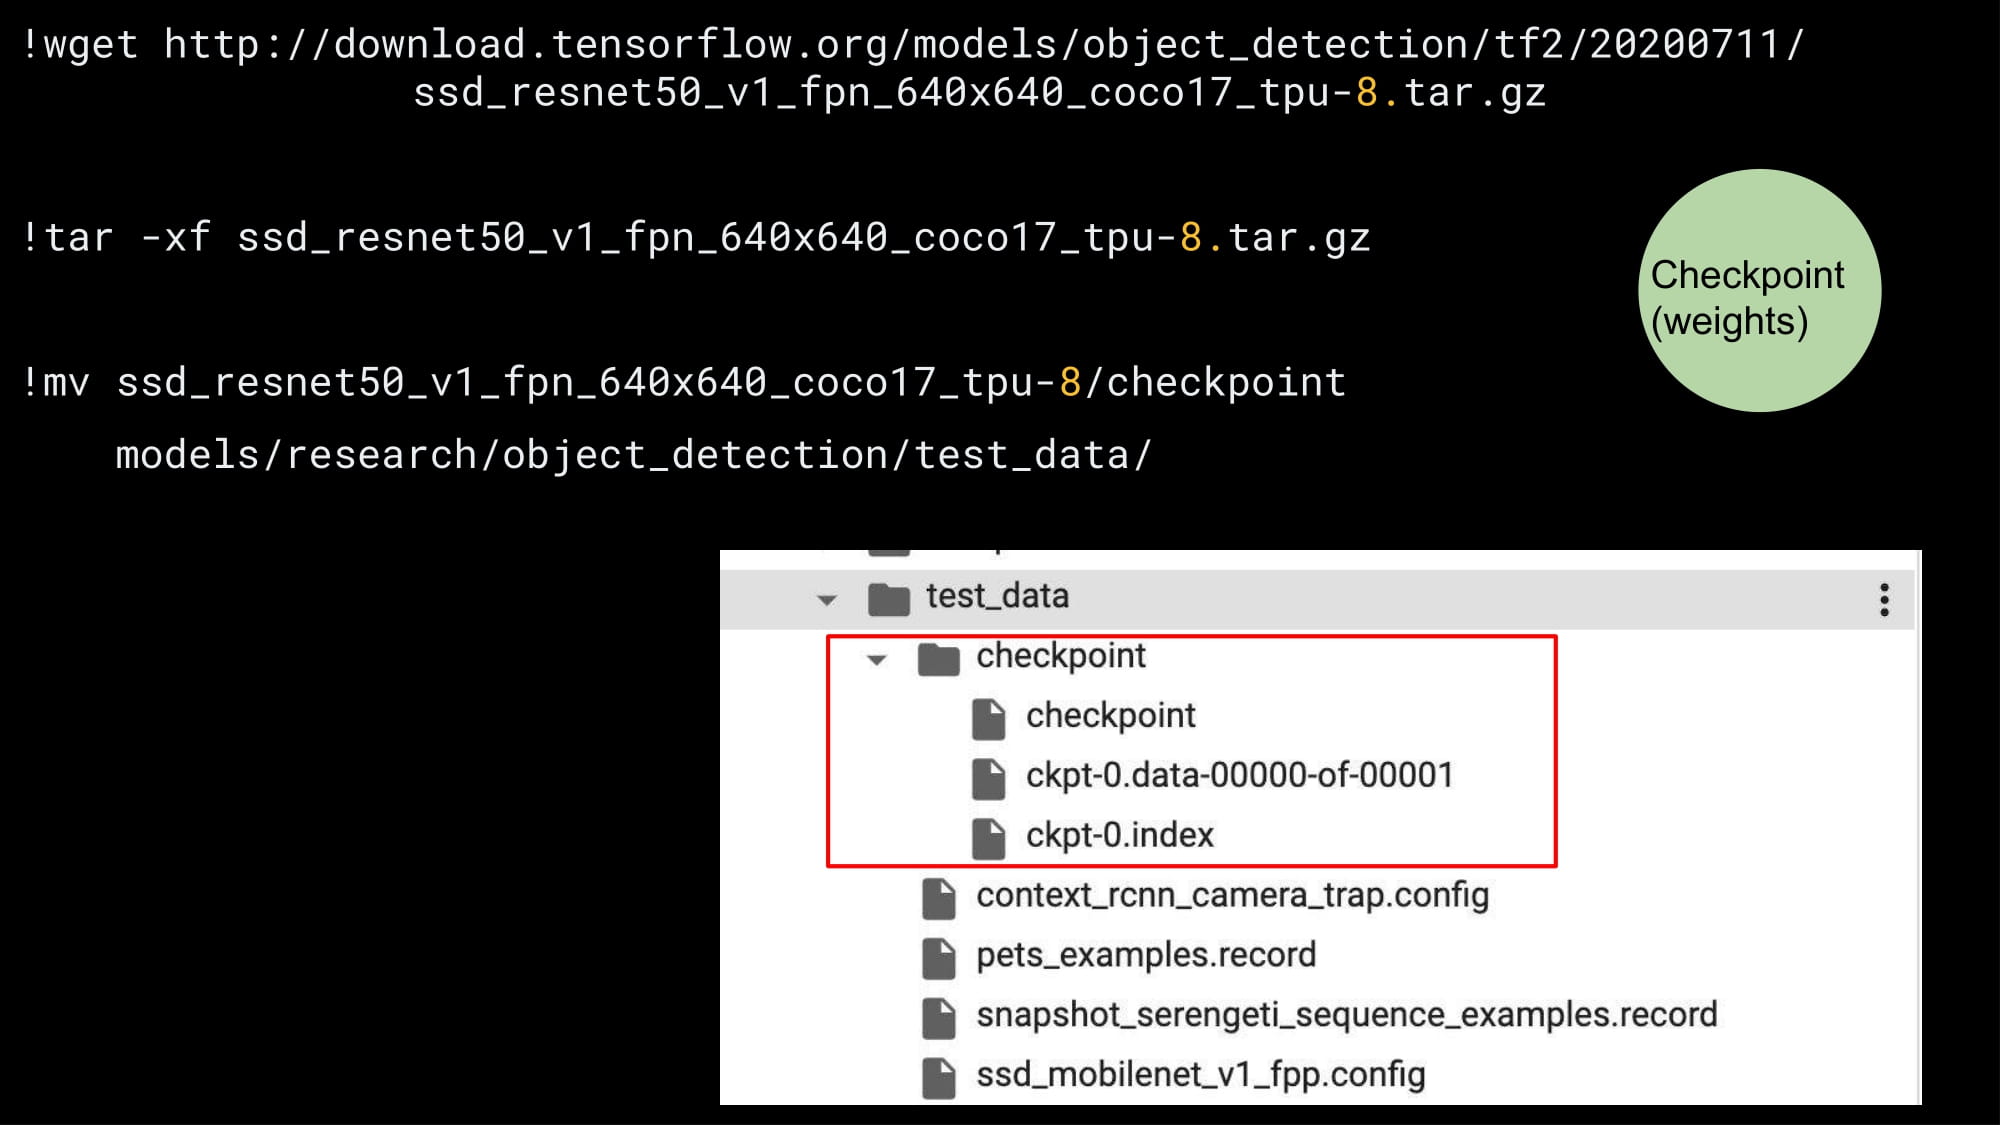 !wget http://download.tensorflow.org/models/object_detection/tf2/20200711/
ssd_resnet50_v1_fpn_640x640_coco17_tpu-8.tar.gz
!tar -xf ssd_resnet50_v1_fpn_640x640_coco17_tpu-8.tar.gz
Checkpoint
(weights)
!mv ssd_resnet50_v1_fpn_640x640_coco17_tpu-8/checkpoint
models/research/object_detection/test_data/
test_data
checkpoint
checkpoint
ckpt-0.data-00000-of-00001
ckpt-0.index
context_rcnn_camera_trap.config
pets_examples.record
snapshot_serengeti_sequence_examples.record
ssd_mobilenet_v1_fpp.config